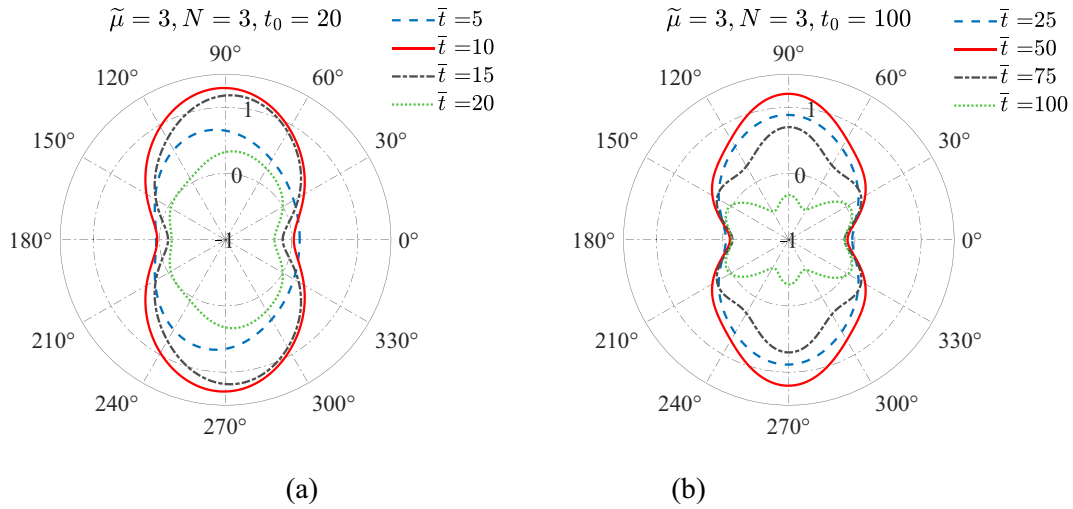 μ̃ = 3, N = 3, t₀ = 20
t̄ =5
t̄ =10
t̄ =15
t̄ =20
90°
120°
60°
150°
30°
180°
0°
210°
330°
240°
300°
270°
1
0
-1
(a)
μ̃ = 3, N = 3, t₀ = 100
t̄ =25
t̄ =50
t̄ =75
t̄ =100
90°
120°
60°
150°
30°
180°
0°
210°
330°
240°
300°
270°
1
0
-1
(b)